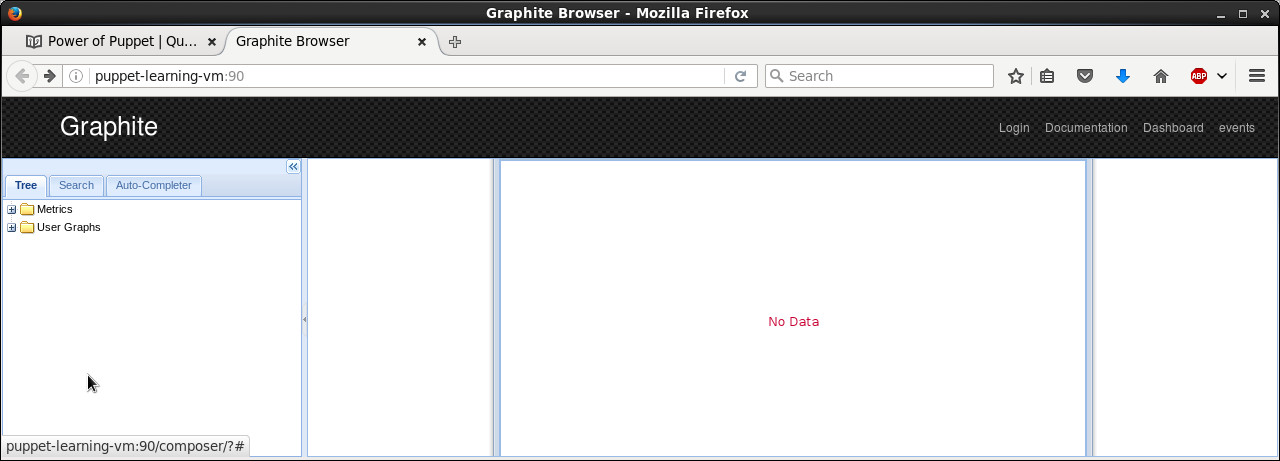 Graphite Browser - Mozilla Firefox
Power of Puppet | Qu...
Graphite Browser
puppet-learning-vm:90
Search
ABP
Graphite
Login Documentation Dashboard events
Tree Search Auto-Completer
Metrics
User Graphs
No Data
puppet-learning-vm:90/composer/?#